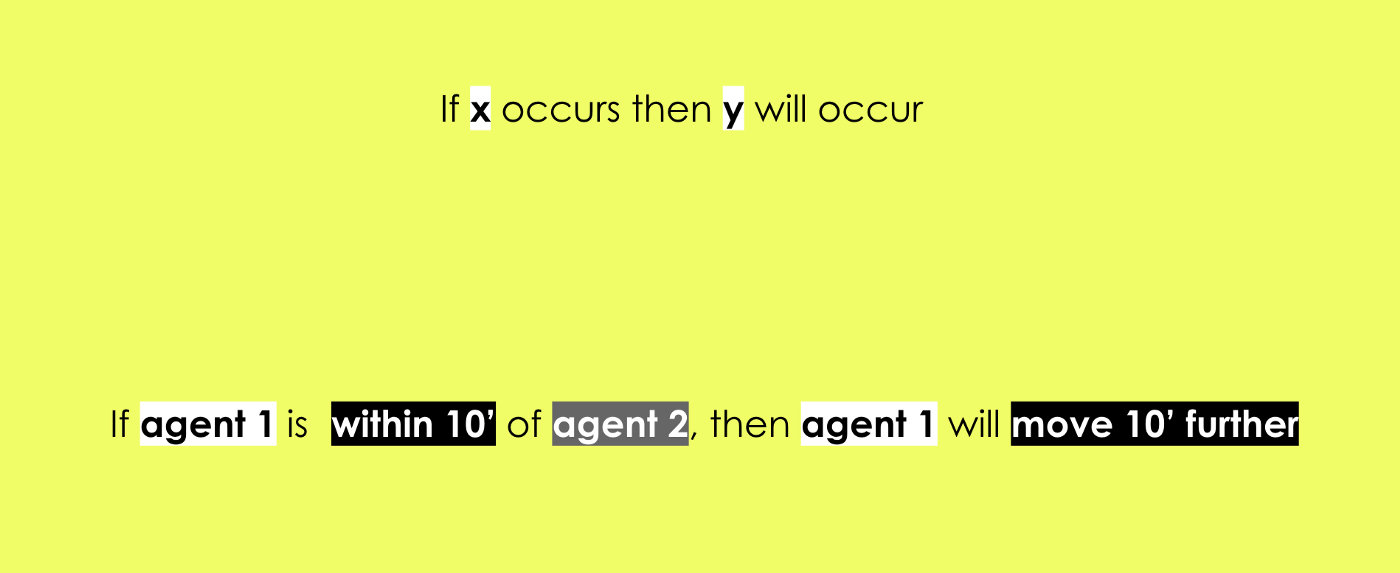 If x occurs then y will occur
If agent 1 is within 10’ of agent 2, then agent 1 will move 10’ further